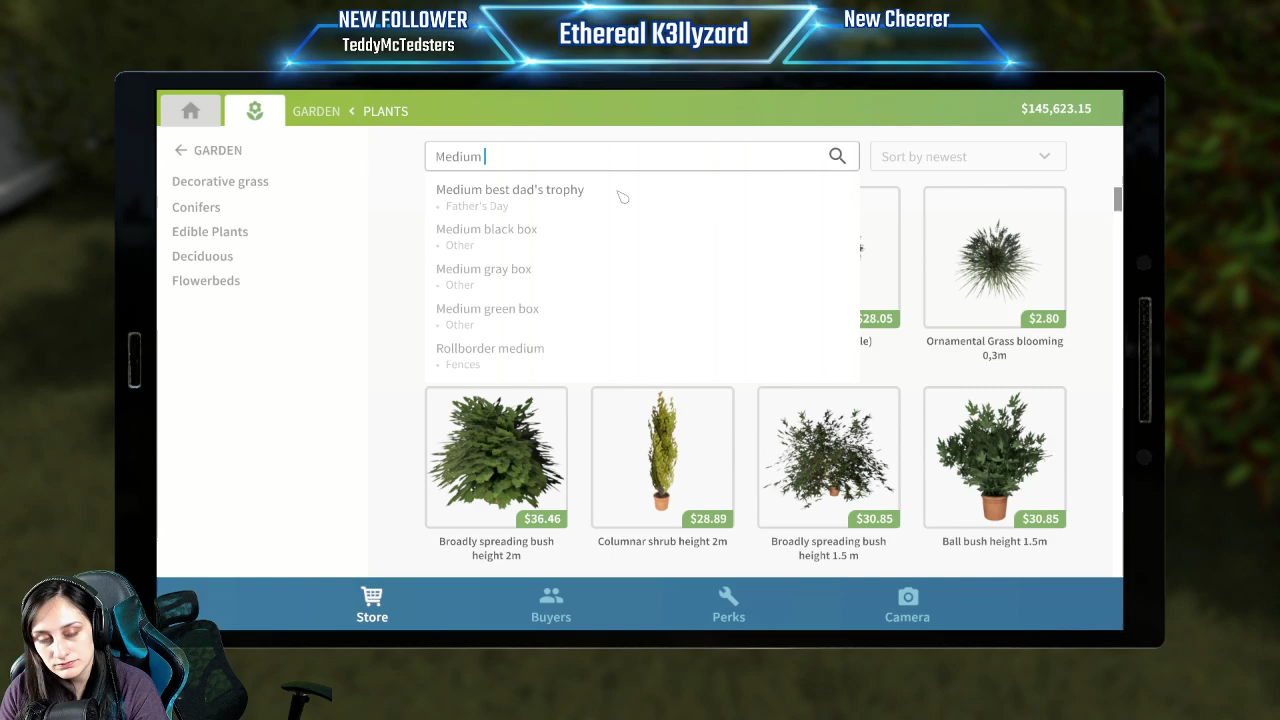 NEW FOLLOWER
TeddyMcTedsters
Ethereal K3llyzard
New Cheerer
GARDEN < PLANTS
$145,623.15
GARDEN
Decorative grass
Conifers
Edible Plants
Deciduous
Flowerbeds
Medium
Sort by newest
Medium best dad's trophy
• Father's Day
Medium black box
• Other
Medium gray box
• Other
Medium green box
• Other
Rollborder medium
• Fences
$28.05
le)
$2.80
Ornamental Grass blooming
0,3m
$36.46
Broadly spreading bush
height 2m
$28.89
Columnar shrub height 2m
$30.85
Broadly spreading bush
height 1.5 m
$30.85
Ball bush height 1.5m
Store
Buyers
Perks
Camera